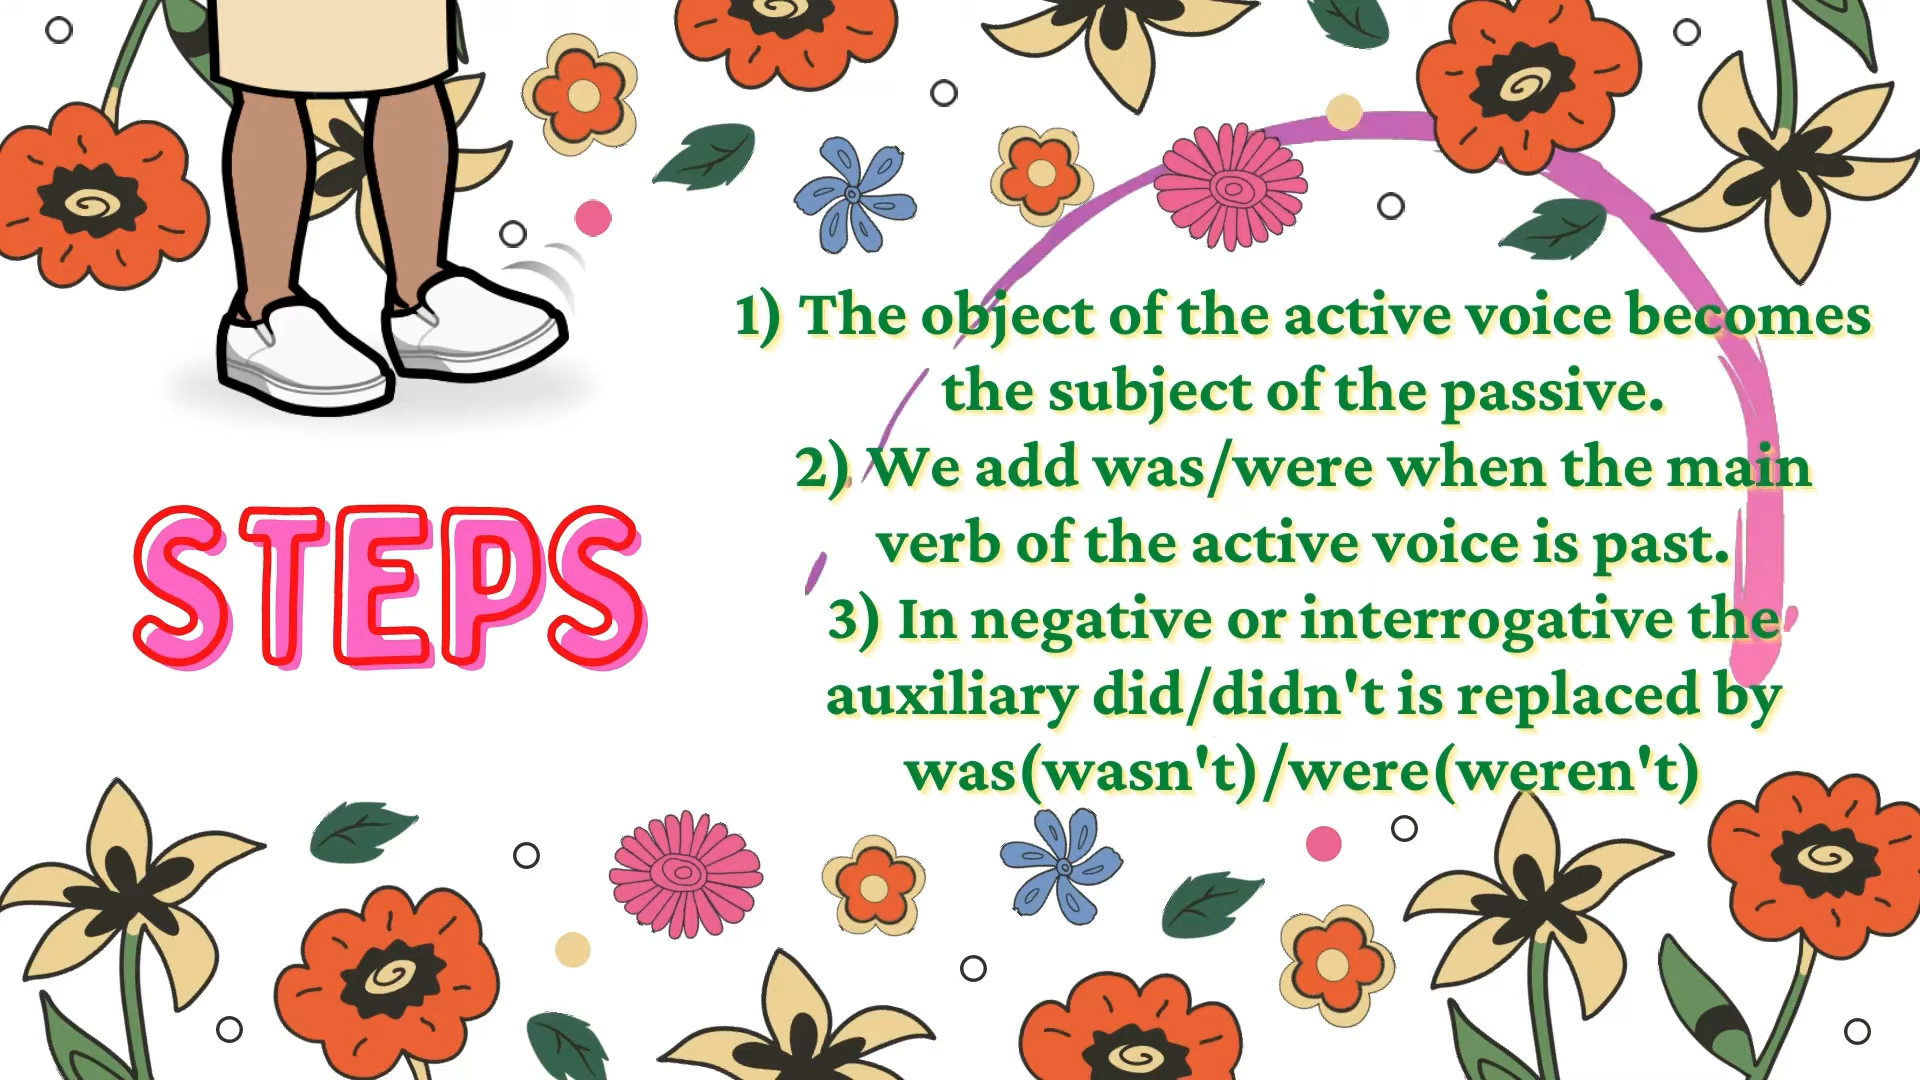 STEPS
1) The object of the active voice becomes
the subject of the passive.
2) We add was/were when the main
verb of the active voice is past.
3) In negative or interrogative the
auxiliary did/didn't is replaced by
was(wasn't)/were(weren't)